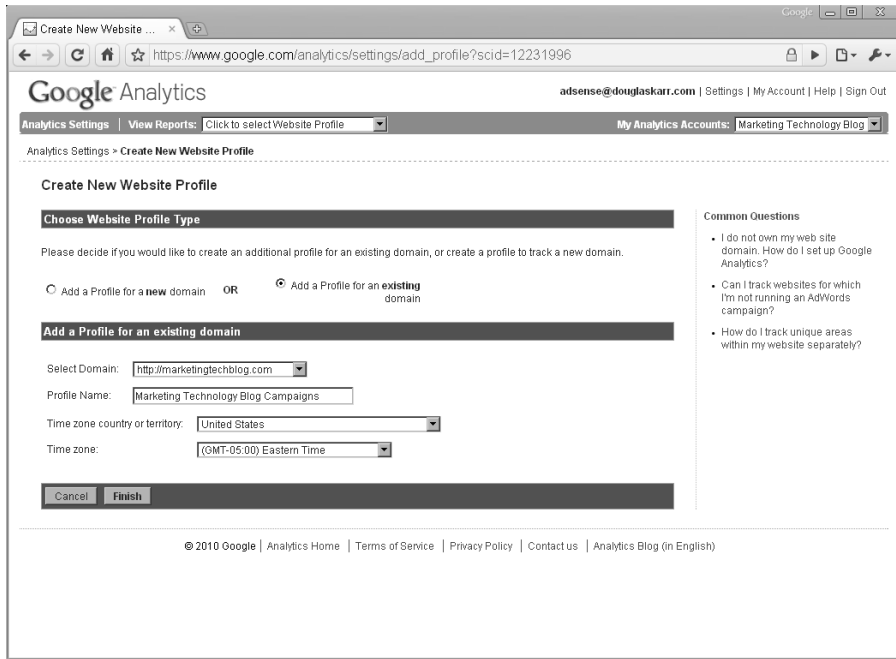 Google
Create New Website ...
https://www.google.com/analytics/settings/add_profile?scid=12231996
Google Analytics
adsense@douglaskarr.com | Settings | My Account | Help | Sign Out
Analytics Settings | View Reports: Click to select Website Profile
My Analytics Accounts: Marketing Technology Blog
Analytics Settings > Create New Website Profile
Create New Website Profile
Choose Website Profile Type
Please decide if you would like to create an additional profile for an existing domain, or create a profile to track a new domain.
Add a Profile for a new domain OR Add a Profile for an existing
domain
Add a Profile for an existing domain
Select Domain: http://marketingtechblog.com
Profile Name: Marketing Technology Blog Campaigns
Time zone country or territory: United States
Time zone: (GMT-05:00) Eastern Time
Cancel Finish
Common Questions
• I do not own my web site
domain. How do I set up Google
Analytics?
• Can I track websites for which
I'm not running an AdWords
campaign?
• How do I track unique areas
within my website separately?
© 2010 Google | Analytics Home | Terms of Service | Privacy Policy | Contact us | Analytics Blog (in English)